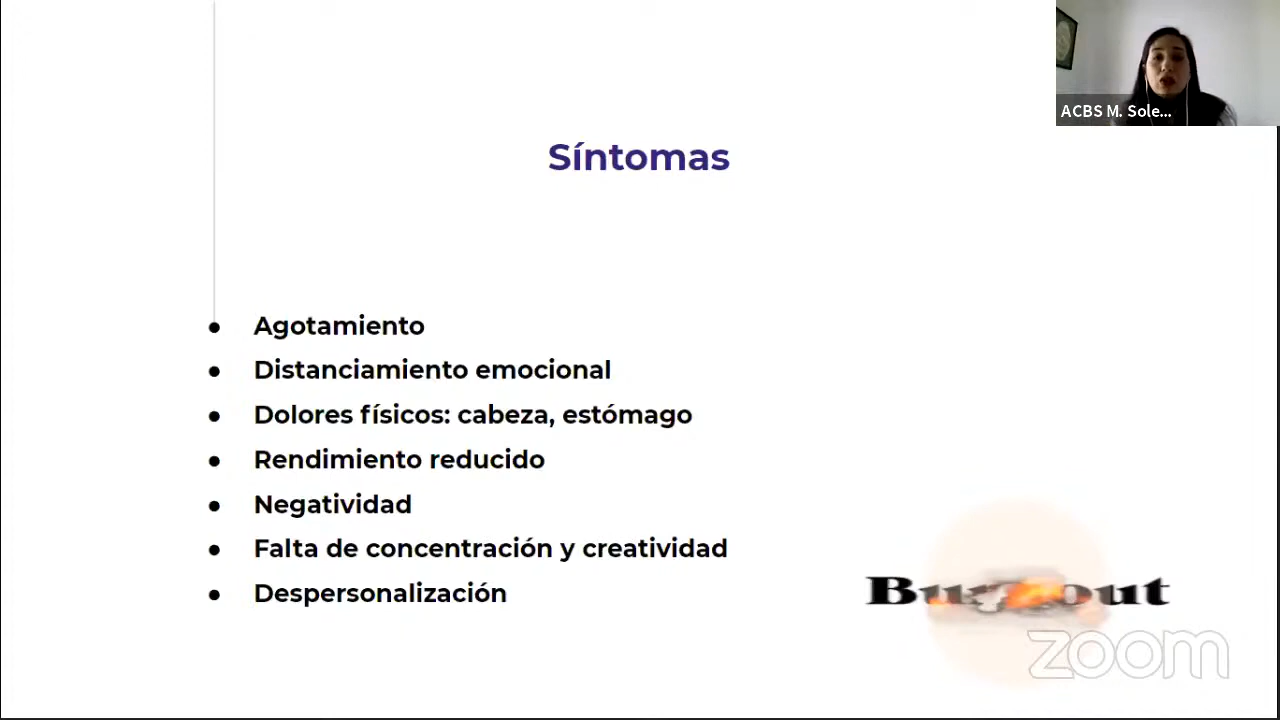 ACBS M. Sole...
Síntomas
● Agotamiento
● Distanciamiento emocional
● Dolores físicos: cabeza, estómago
● Rendimiento reducido
● Negatividad
● Falta de concentración y creatividad
● Despersonalización
Burnout
zoom